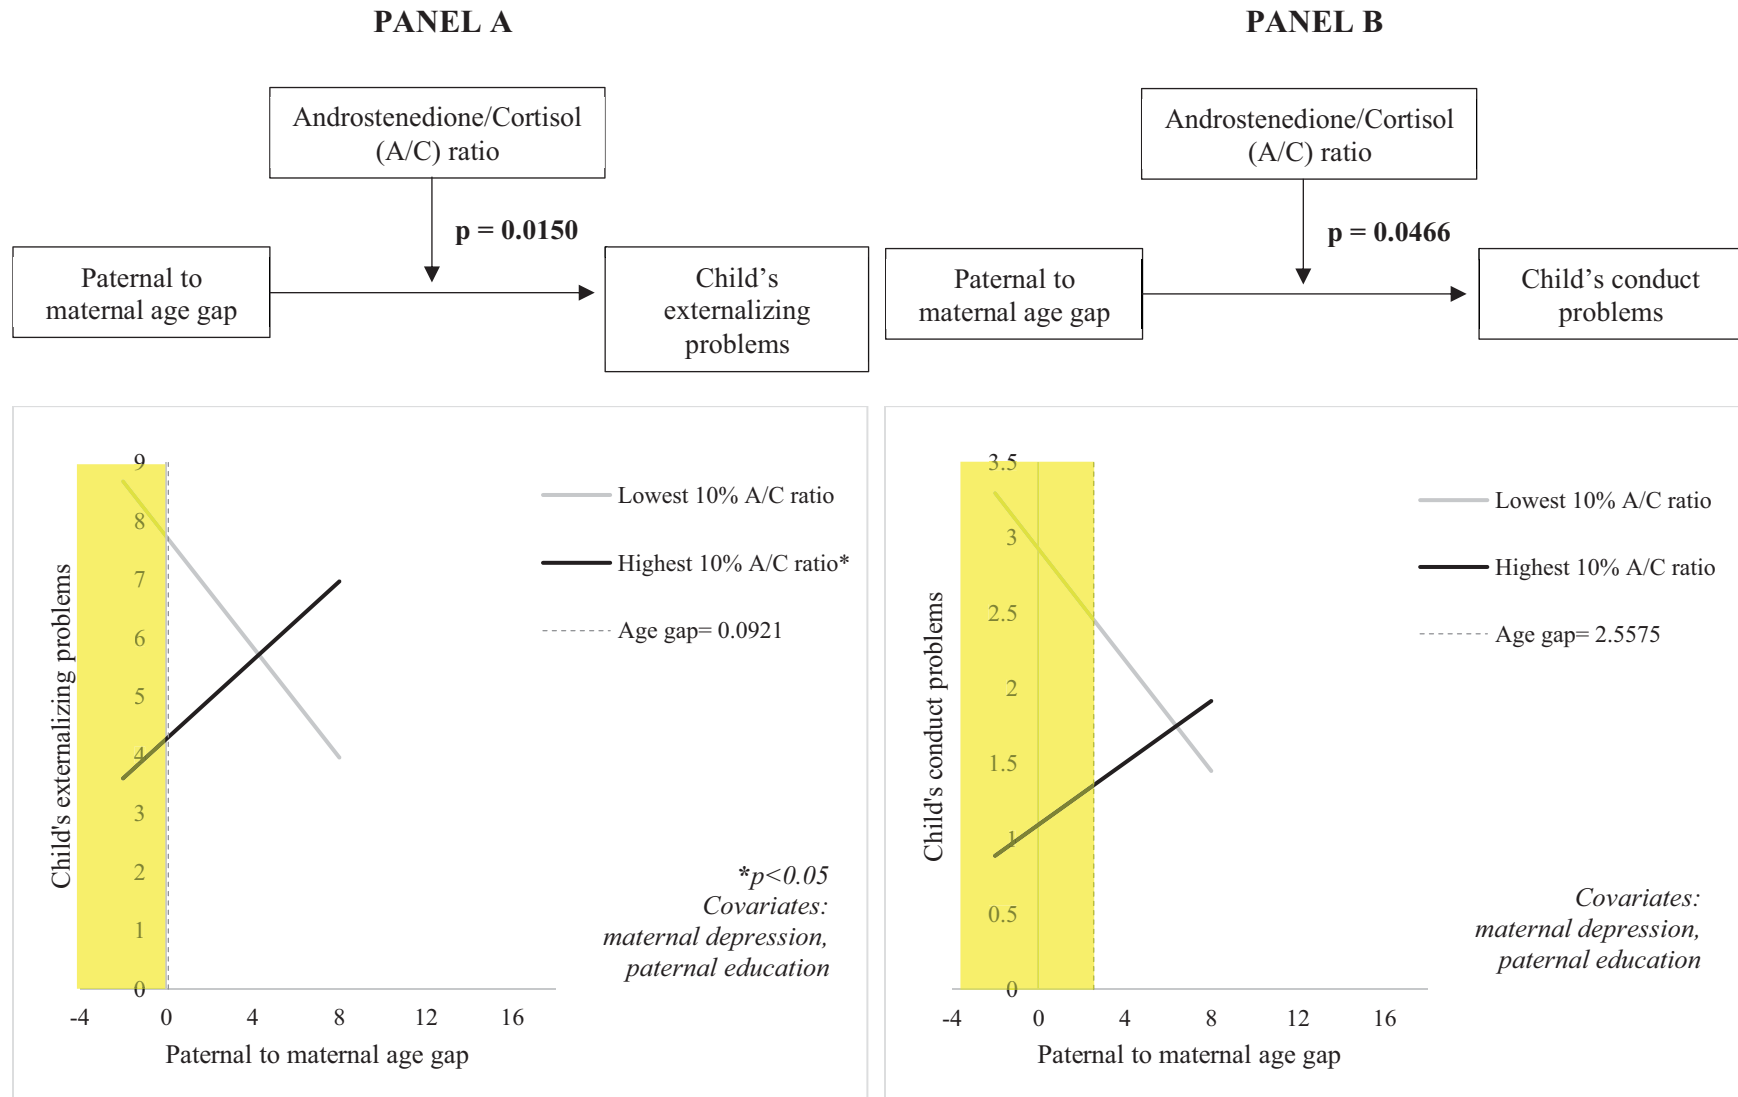 PANEL A
Androstenedione/Cortisol
(A/C) ratio
p = 0.0150
Paternal to
maternal age gap
Child's
externalizing
problems
9
8
7
6
5
4
3
2
1
0
Child's externalizing problems
Lowest 10% A/C ratio
Highest 10% A/C ratio*
Age gap= 0.0921
*p<0.05
Covariates:
maternal depression,
paternal education
-4 0 4 8 12 16
Paternal to maternal age gap
PANEL B
Androstenedione/Cortisol
(A/C) ratio
p = 0.0466
Paternal to
maternal age gap
Child's conduct
problems
3.5
3
2.5
2
1.5
1
0.5
0
Child's conduct problems
Lowest 10% A/C ratio
Highest 10% A/C ratio
Age gap= 2.5575
Covariates:
maternal depression,
paternal education
-4 0 4 8 12 16
Paternal to maternal age gap